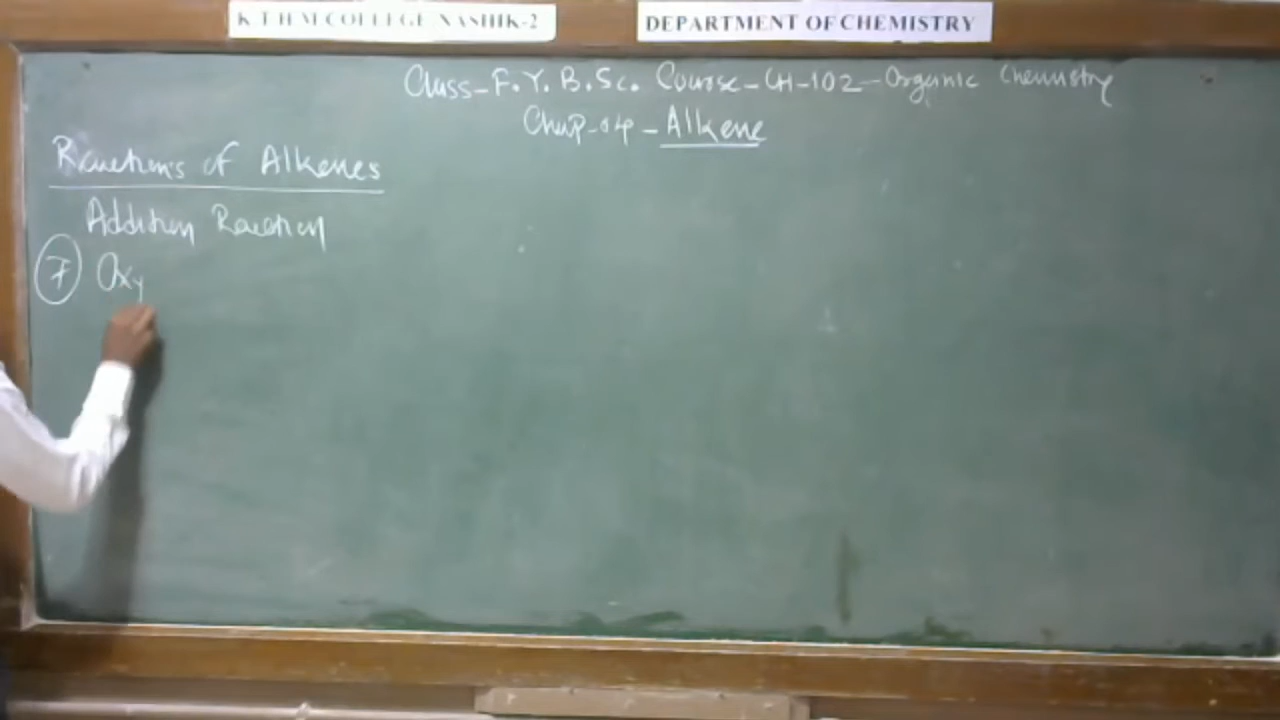 K T H M COLLEGE NASHIK-2
DEPARTMENT OF CHEMISTRY
Class-F.Y.B.Sc. Course-CH-102-Organic Chemistry
Chap-04-Alkene
Reactions of Alkenes
Addition Reaction
7 Oxy